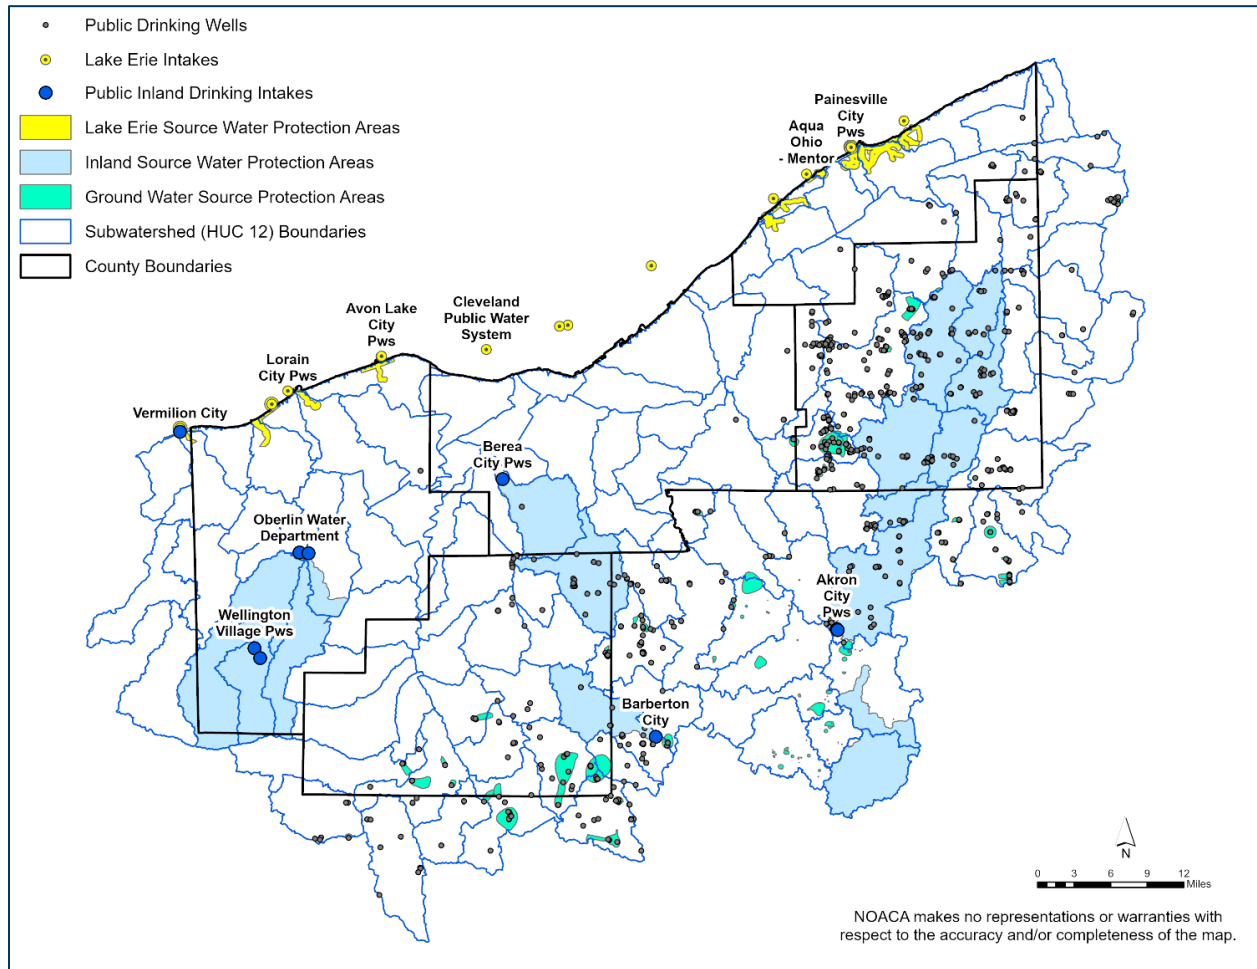 Public Drinking Wells
Lake Erie Intakes
Public Inland Drinking Intakes
Lake Erie Source Water Protection Areas
Inland Source Water Protection Areas
Ground Water Source Protection Areas
Subwatershed (HUC 12) Boundaries
County Boundaries
Painesville
City
Pws
Aqua
Ohio
- Mentor
Cleveland
Public Water
System
Avon Lake
City
Pws
Lorain
City Pws
Vermilion City
Berea
City Pws
Oberlin Water
Department
Wellington
Village Pws
Akron
City
Pws
Barberton
City
N
0 3 6 9 12
Miles
NOACA makes no representations or warranties with
respect to the accuracy and/or completeness of the map.